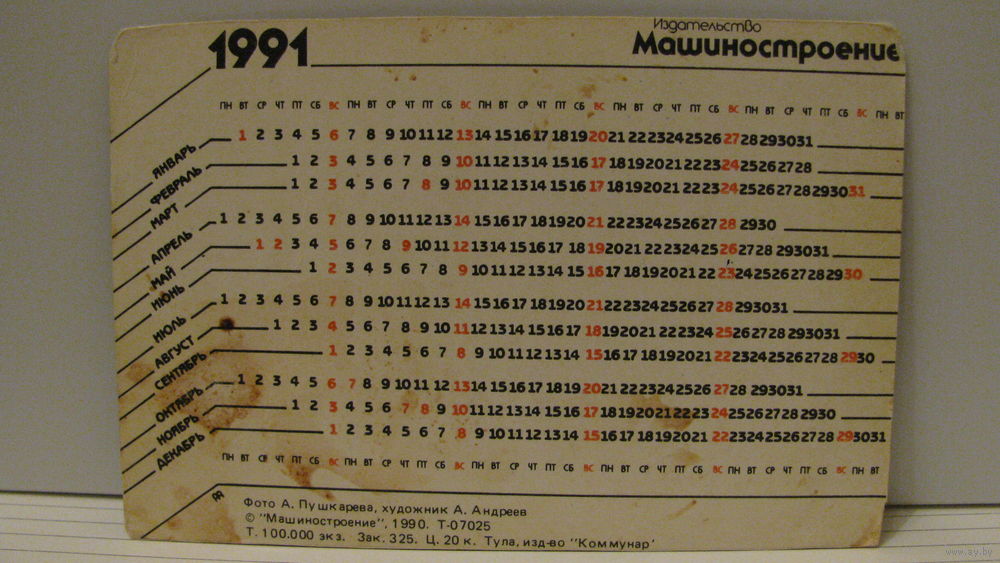 1991
Издательство
Машиностроение
ПН ВТ СР ЧТ ПТ СБ ВС ПН ВТ СР ЧТ ПТ СБ ВС ПН ВТ СР ЧТ ПТ СБ ВС ПН ВТ СР ЧТ ПТ СБ ВС ПН ВТ СР ЧТ ПТ СБ ВС ПН ВТ
ЯНВАРЬ 1 2 3 4 5 6 7 8 9 10 11 12 13 14 15 16 17 18 19 20 21 22 23 24 25 26 27 28 29 30 31
ФЕВРАЛЬ 1 2 3 4 5 6 7 8 9 10 11 12 13 14 15 16 17 18 19 20 21 22 23 24 25 26 27 28
МАРТ 1 2 3 4 5 6 7 8 9 10 11 12 13 14 15 16 17 18 19 20 21 22 23 24 25 26 27 28 29 30 31
АПРЕЛЬ 1 2 3 4 5 6 7 8 9 10 11 12 13 14 15 16 17 18 19 20 21 22 23 24 25 26 27 28 29 30
МАЙ 1 2 3 4 5 6 7 8 9 10 11 12 13 14 15 16 17 18 19 20 21 22 23 24 25 26 27 28 29 30 31
ИЮНЬ 1 2 3 4 5 6 7 8 9 10 11 12 13 14 15 16 17 18 19 20 21 22 23 24 25 26 27 28 29 30
ИЮЛЬ 1 2 3 4 5 6 7 8 9 10 11 12 13 14 15 16 17 18 19 20 21 22 23 24 25 26 27 28 29 30 31
АВГУСТ 1 2 3 4 5 6 7 8 9 10 11 12 13 14 15 16 17 18 19 20 21 22 23 24 25 26 27 28 29 30 31
СЕНТЯБРЬ 1 2 3 4 5 6 7 8 9 10 11 12 13 14 15 16 17 18 19 20 21 22 23 24 25 26 27 28 29 30
ОКТЯБРЬ 1 2 3 4 5 6 7 8 9 10 11 12 13 14 15 16 17 18 19 20 21 22 23 24 25 26 27 28 29 30 31
НОЯБРЬ 1 2 3 4 5 6 7 8 9 10 11 12 13 14 15 16 17 18 19 20 21 22 23 24 25 26 27 28 29 30
ДЕКАБРЬ 1 2 3 4 5 6 7 8 9 10 11 12 13 14 15 16 17 18 19 20 21 22 23 24 25 26 27 28 29 30 31
ПН ВТ СР ЧТ ПТ СБ ВС ПН ВТ СР ЧТ ПТ СБ ВС ПН ВТ СР ЧТ ПТ СБ ВС ПН ВТ СР ЧТ ПТ СБ ВС ПН ВТ СР ЧТ ПТ СБ ВС ПН ВТ
Фото А. Пушкарева, художник А. Андреев
© "Машиностроение", 1990. Т-07025
Т. 100.000 экз. Зак. 325. Ц. 20 к. Тула, изд-во "Коммунар'
www.ay.by